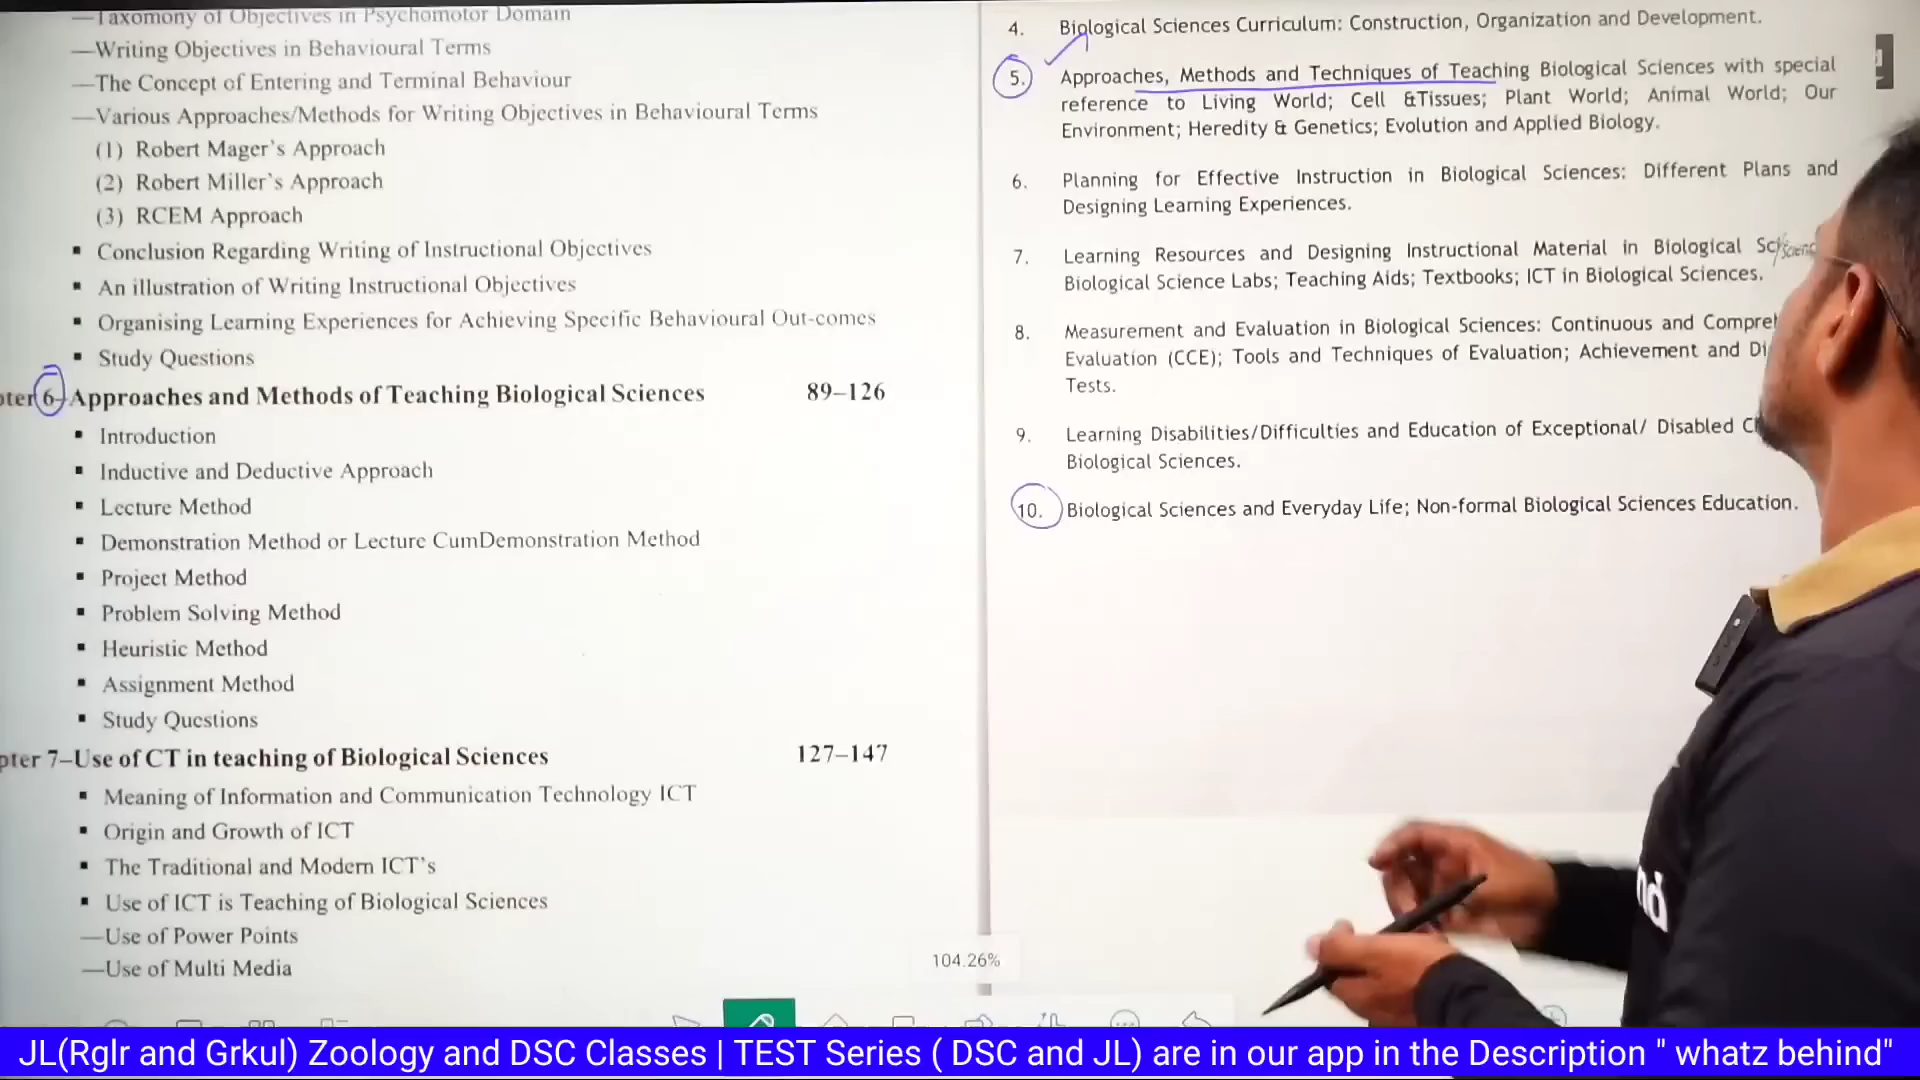 —Taxomony of Objectives in Psychomotor Domain
—Writing Objectives in Behavioural Terms
—The Concept of Entering and Terminal Behaviour
—Various Approaches/Methods for Writing Objectives in Behavioural Terms
(1) Robert Mager's Approach
(2) Robert Miller's Approach
(3) RCEM Approach
▪ Conclusion Regarding Writing of Instructional Objectives
▪ An illustration of Writing Instructional Objectives
▪ Organising Learning Experiences for Achieving Specific Behavioural Out-comes
▪ Study Questions
pter 6–Approaches and Methods of Teaching Biological Sciences 89–126
▪ Introduction
▪ Inductive and Deductive Approach
▪ Lecture Method
▪ Demonstration Method or Lecture CumDemonstration Method
▪ Project Method
▪ Problem Solving Method
▪ Heuristic Method
▪ Assignment Method
▪ Study Questions
pter 7–Use of CT in teaching of Biological Sciences 127–147
▪ Meaning of Information and Communication Technology ICT
▪ Origin and Growth of ICT
▪ The Traditional and Modern ICT's
▪ Use of ICT is Teaching of Biological Sciences
—Use of Power Points
—Use of Multi Media
4. Biological Sciences Curriculum: Construction, Organization and Development.
5. Approaches, Methods and Techniques of Teaching Biological Sciences with special
reference to Living World; Cell &Tissues; Plant World; Animal World; Our
Environment; Heredity & Genetics; Evolution and Applied Biology.
6. Planning for Effective Instruction in Biological Sciences: Different Plans and
Designing Learning Experiences.
7. Learning Resources and Designing Instructional Material in Biological Sc
Biological Science Labs; Teaching Aids; Textbooks; ICT in Biological Sciences.
8. Measurement and Evaluation in Biological Sciences: Continuous and Compre
Evaluation (CCE); Tools and Techniques of Evaluation; Achievement and Di
Tests.
9. Learning Disabilities/Difficulties and Education of Exceptional/ Disabled C
Biological Sciences.
10. Biological Sciences and Everyday Life; Non-formal Biological Sciences Education.
104.26%
nd
JL(Rglr and Grkul) Zoology and DSC Classes | TEST Series ( DSC and JL) are in our app in the Description " whatz behind"